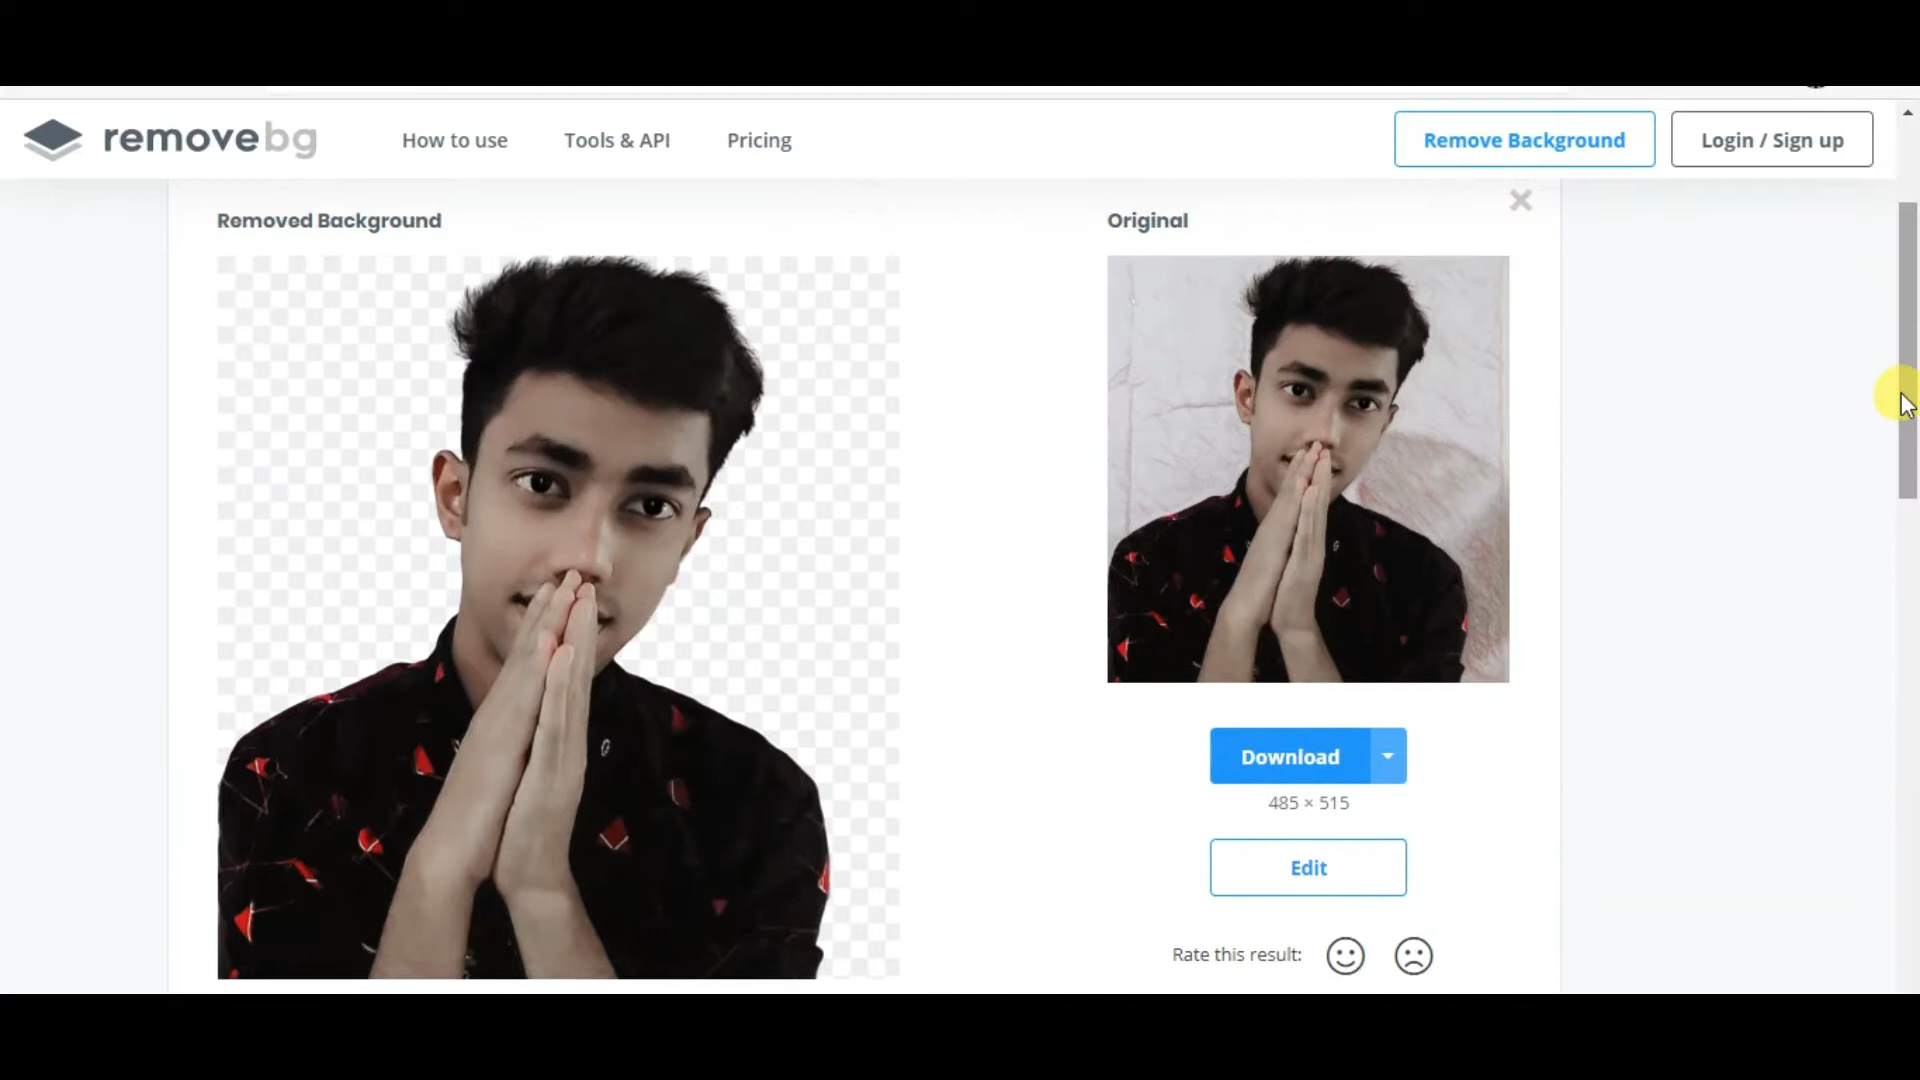 removebg
How to use
Tools & API
Pricing
Remove Background
Login / Sign up
Removed Background
Original
Download
485 × 515
Edit
Rate this result: